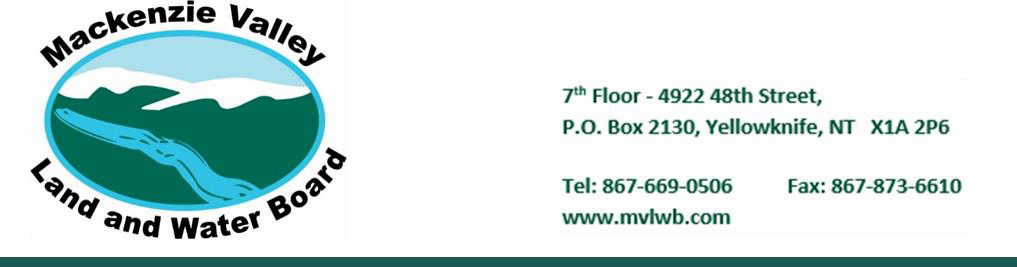 Mackenzie Valley
Land and Water Board
7th Floor - 4922 48th Street,
P.O. Box 2130, Yellowknife, NT X1A 2P6
Tel: 867-669-0506 Fax: 867-873-6610
www.mvlwb.com